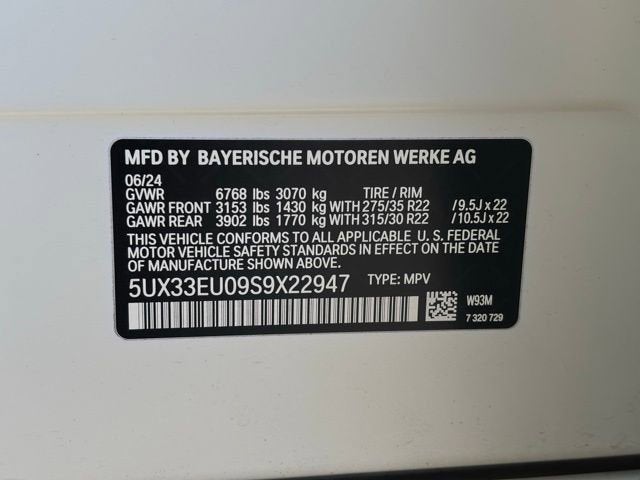 MFD BY BAYERISCHE MOTOREN WERKE AG
06/24
GVWR 6768 lbs 3070 kg TIRE / RIM
GAWR FRONT 3153 lbs 1430 kg WITH 275/35 R22 / 9.5J x 22
GAWR REAR 3902 lbs 1770 kg WITH 315/30 R22 / 10.5J x 22
THIS VEHICLE CONFORMS TO ALL APPLICABLE U. S. FEDERAL
MOTOR VEHICLE SAFETY STANDARDS IN EFFECT ON THE DATE
OF MANUFACTURE SHOWN ABOVE.
5UX33EU09S9X22947 TYPE: MPV
W93M
7 320 729